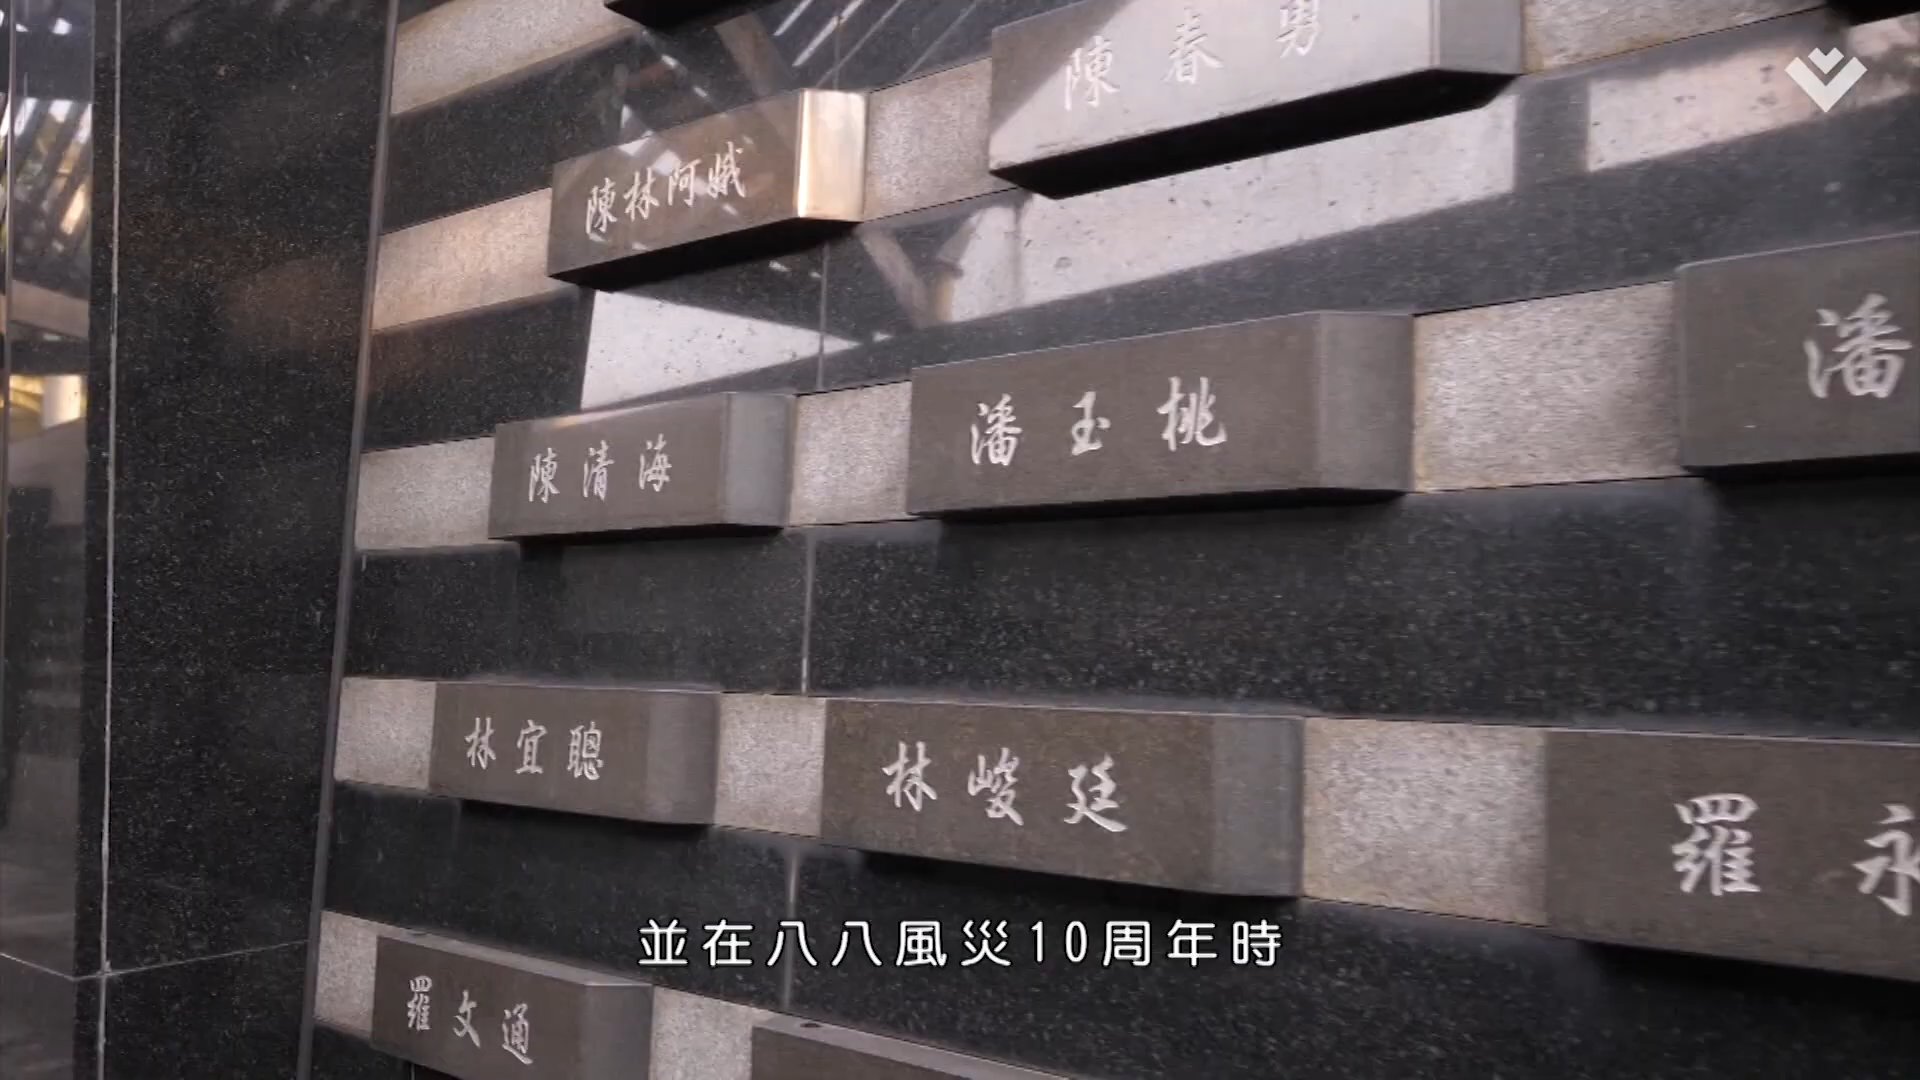 陳春男
陳林阿娥
潘
陳清海
潘玉桃
林宜聰
林峻廷
羅永
羅文通
並在八八風災10周年時